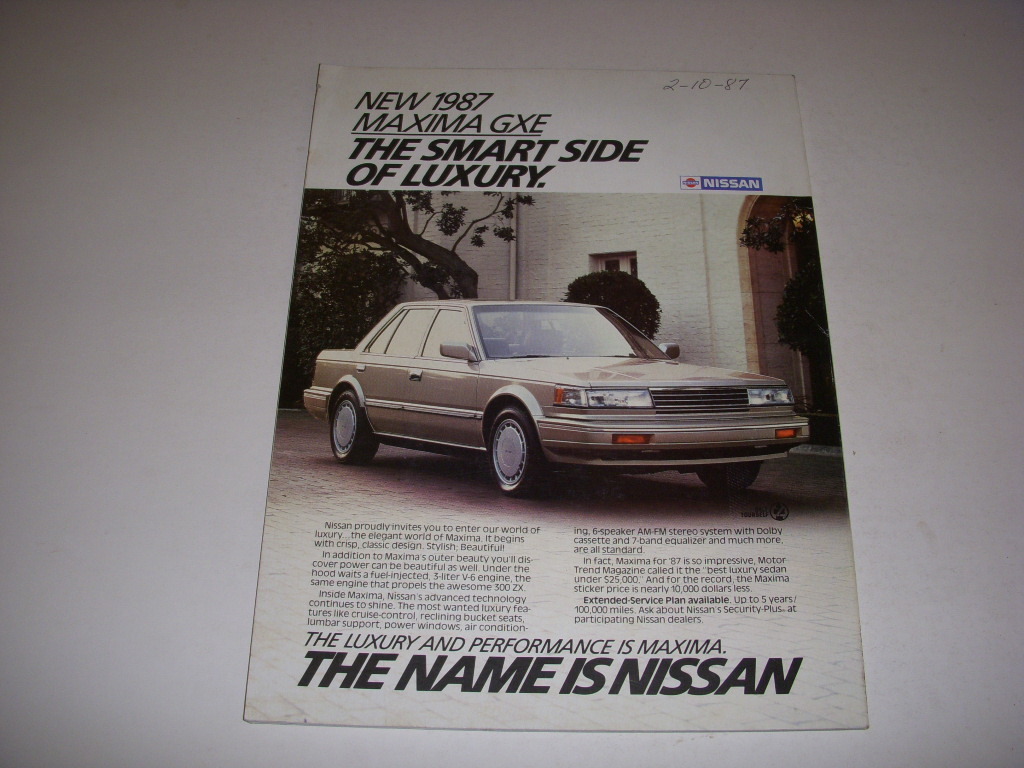 2-10-87
NEW 1987
MAXIMA GXE
THE SMART SIDE
OF LUXURY.
NISSAN
Nissan proudly invites you to enter our world of
luxury...the elegant world of Maxima. It begins
with crisp, classic design. Stylish; Beautiful!
In addition to Maxima's outer beauty you'll dis-
cover power can be beautiful as well. Under the
hood waits a fuel-injected, 3-liter V-6 engine, the
same engine that propels the awesome 300 ZX.
Inside Maxima, Nissan's advanced technology
continues to shine. The most wanted luxury fea-
tures like cruise-control, reclining bucket seats,
lumbar support, power windows, air condition-
ing, 6-speaker AM-FM stereo system with Dolby
cassette and 7-band equalizer and much more,
are all standard.
In fact, Maxima for '87 is so impressive, Motor
Trend Magazine called it the "best luxury sedan
under $25,000." And for the record, the Maxima
sticker price is nearly 10,000 dollars less.
Extended-Service Plan available. Up to 5 years/
100,000 miles. Ask about Nissan's Security-Plus, at
participating Nissan dealers.
THE LUXURY AND PERFORMANCE IS MAXIMA.
THE NAME IS NISSAN